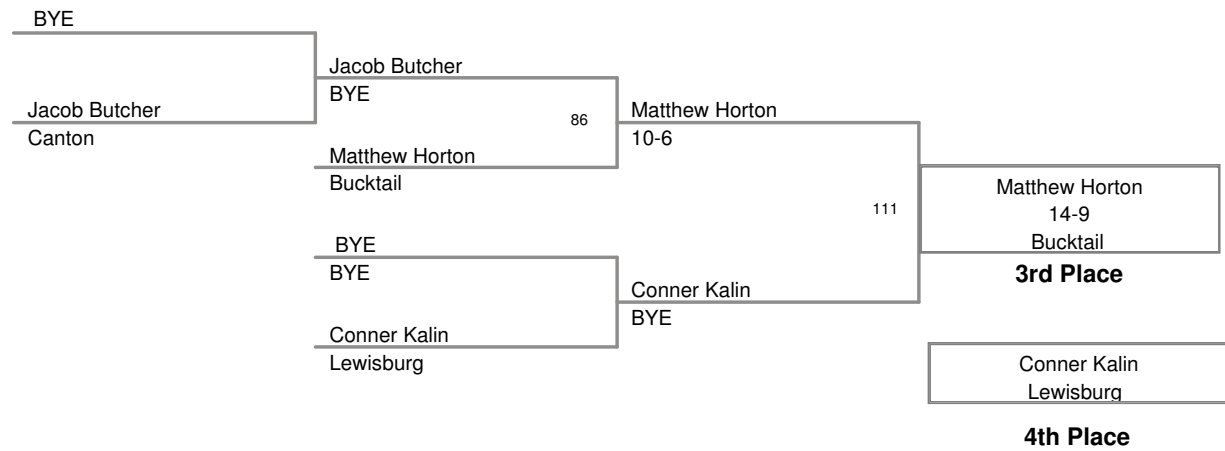 BYE
Jacob Butcher
Canton
Jacob Butcher
BYE
86
Matthew Horton
Bucktail
BYE
BYE
Conner Kalin
Lewisburg
Matthew Horton
10-6
111
Conner Kalin
BYE
Matthew Horton
14-9
Bucktail
3rd Place
Conner Kalin
Lewisburg
4th Place